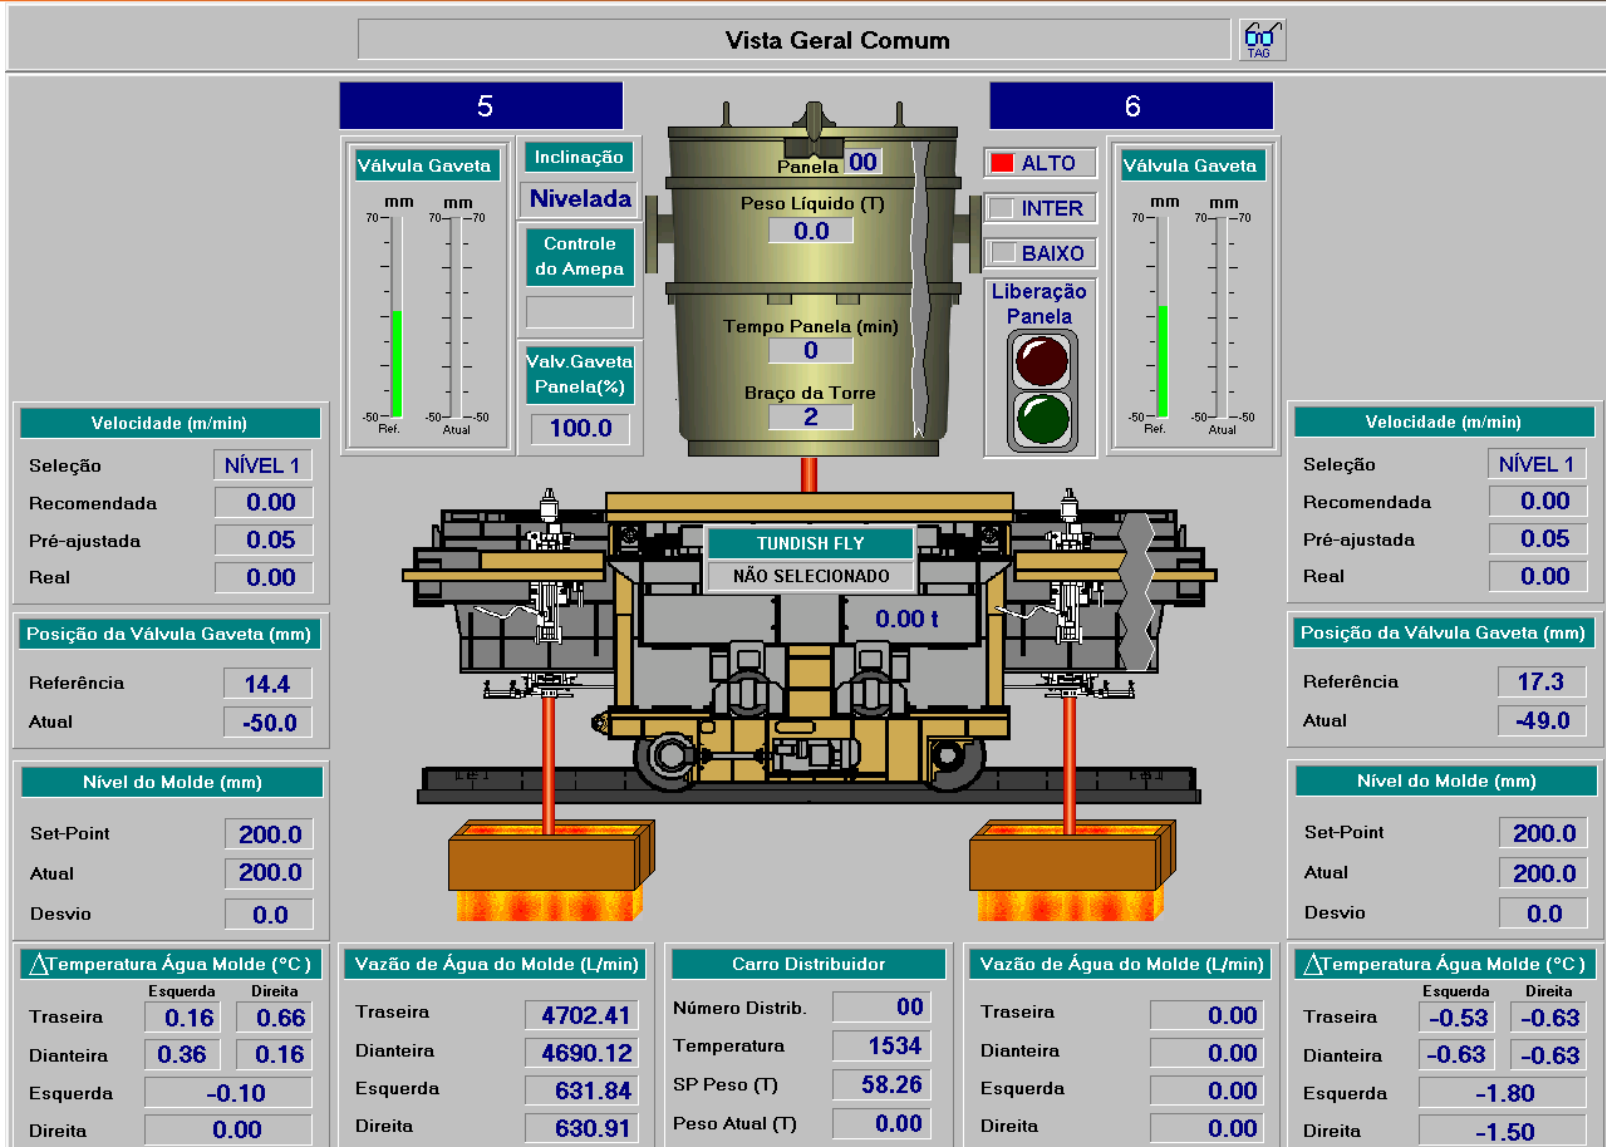 Vista Geral Comum
TAG
5
6
Válvula Gaveta
mm
mm
70
70
70
-50
-50
-50
Ref.
Atual
Inclinação
Nivelada
Controle
do Amepa
Valv.Gaveta
Panela(%)
100.0
Panela 00
Peso Líquido (T)
0.0
Tempo Panela (min)
0
Braço da Torre
2
ALTO
INTER
BAIXO
Liberação
Panela
Válvula Gaveta
mm
mm
70
70
70
-50
-50
-50
Ref.
Atual
Velocidade (m/min)
Seleção NÍVEL 1
Recomendada 0.00
Pré-ajustada 0.05
Real 0.00
Posição da Válvula Gaveta (mm)
Referência 14.4
Atual -50.0
Nível do Molde (mm)
Set-Point 200.0
Atual 200.0
Desvio 0.0
TUNDISH FLY
NÃO SELECIONADO
0.00 t
Velocidade (m/min)
Seleção NÍVEL 1
Recomendada 0.00
Pré-ajustada 0.05
Real 0.00
Posição da Válvula Gaveta (mm)
Referência 17.3
Atual -49.0
Nível do Molde (mm)
Set-Point 200.0
Atual 200.0
Desvio 0.0
△Temperatura Água Molde (°C)
Esquerda Direita
Traseira 0.16 0.66
Dianteira 0.36 0.16
Esquerda -0.10
Direita 0.00
Vazão de Água do Molde (L/min)
Traseira 4702.41
Dianteira 4690.12
Esquerda 631.84
Direita 630.91
Carro Distribuidor
Número Distrib. 00
Temperatura 1534
SP Peso (T) 58.26
Peso Atual (T) 0.00
Vazão de Água do Molde (L/min)
Traseira 0.00
Dianteira 0.00
Esquerda 0.00
Direita 0.00
△Temperatura Água Molde (°C)
Esquerda Direita
Traseira -0.53 -0.63
Dianteira -0.63 -0.63
Esquerda -1.80
Direita -1.50